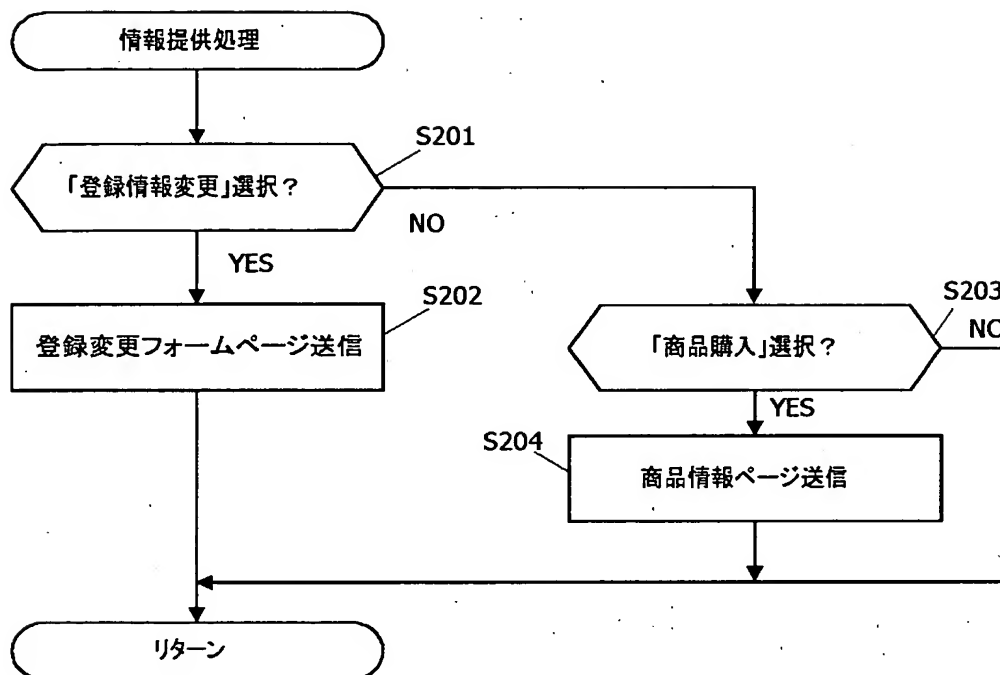 情報提供処理
S201
「登録情報変更」選択?
NO
YES
S202
登録変更フォームページ送信
S203
NO
「商品購入」選択?
YES
S204
商品情報ページ送信
リターン